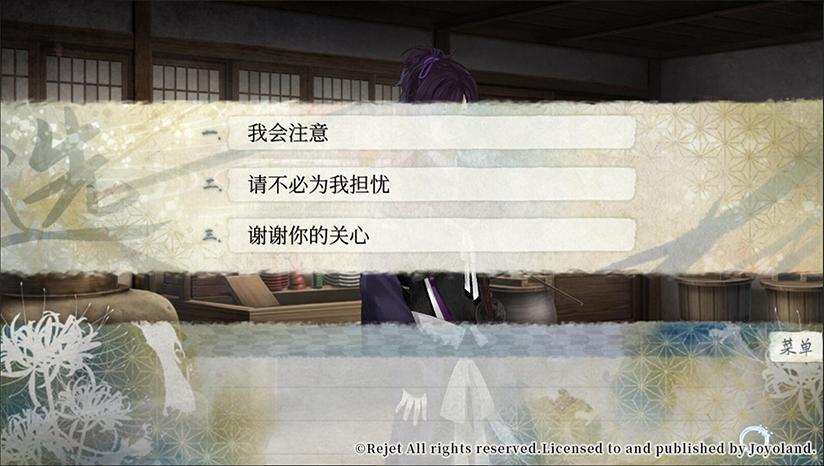 选
一. 我会注意
二. 请不必为我担忧
三. 谢谢你的关心
菜单
©Rejet All rights reserved.Licensed to and published by Joyoland.